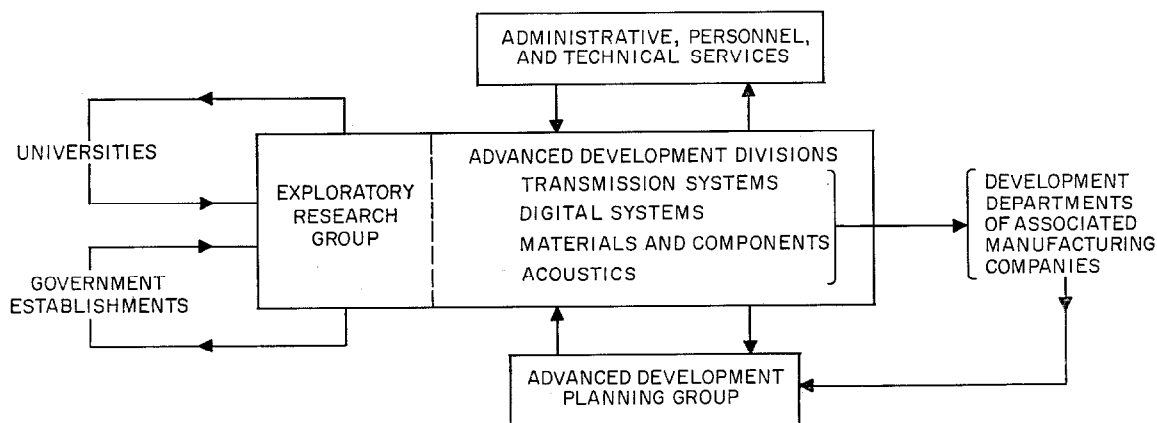 ADMINISTRATIVE, PERSONNEL,
AND TECHNICAL SERVICES
UNIVERSITIES
GOVERNMENT
ESTABLISHMENTS
EXPLORATORY
RESEARCH
GROUP
ADVANCED DEVELOPMENT DIVISIONS
TRANSMISSION SYSTEMS
DIGITAL SYSTEMS
MATERIALS AND COMPONENTS
ACOUSTICS
DEVELOPMENT
DEPARTMENTS
OF ASSOCIATED
MANUFACTURING
COMPANIES
ADVANCED DEVELOPMENT
PLANNING GROUP